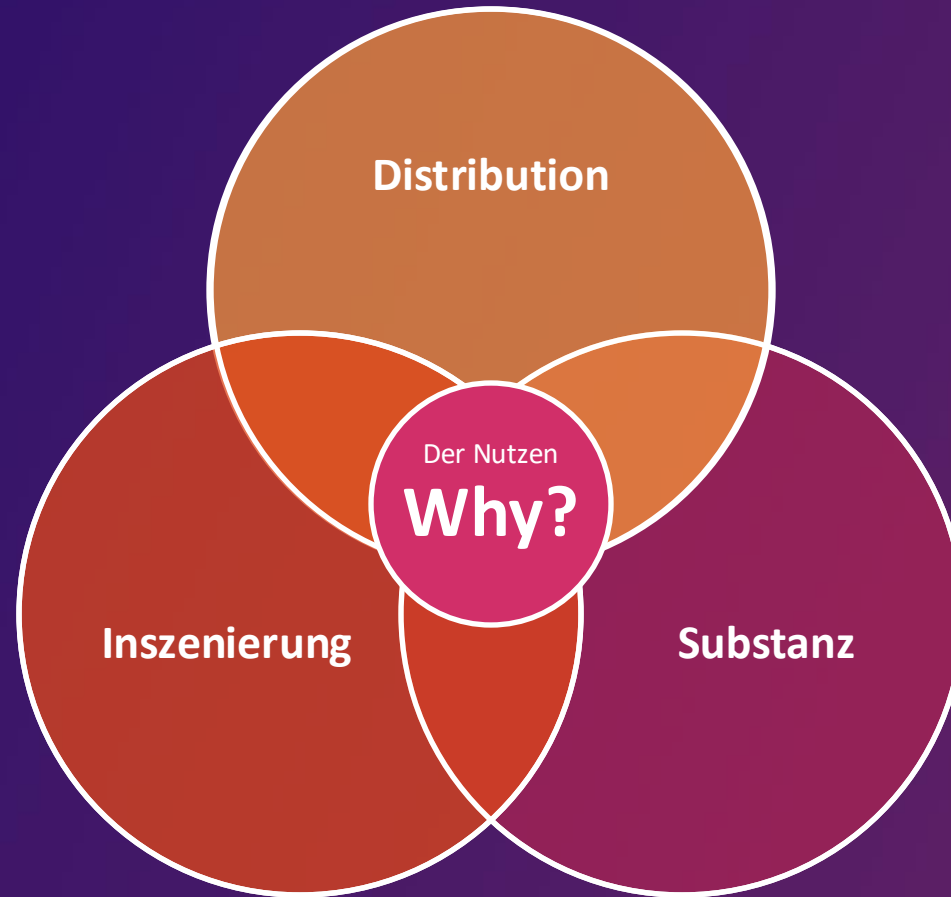 Distribution
Der Nutzen
Why?
Inszenierung
Substanz